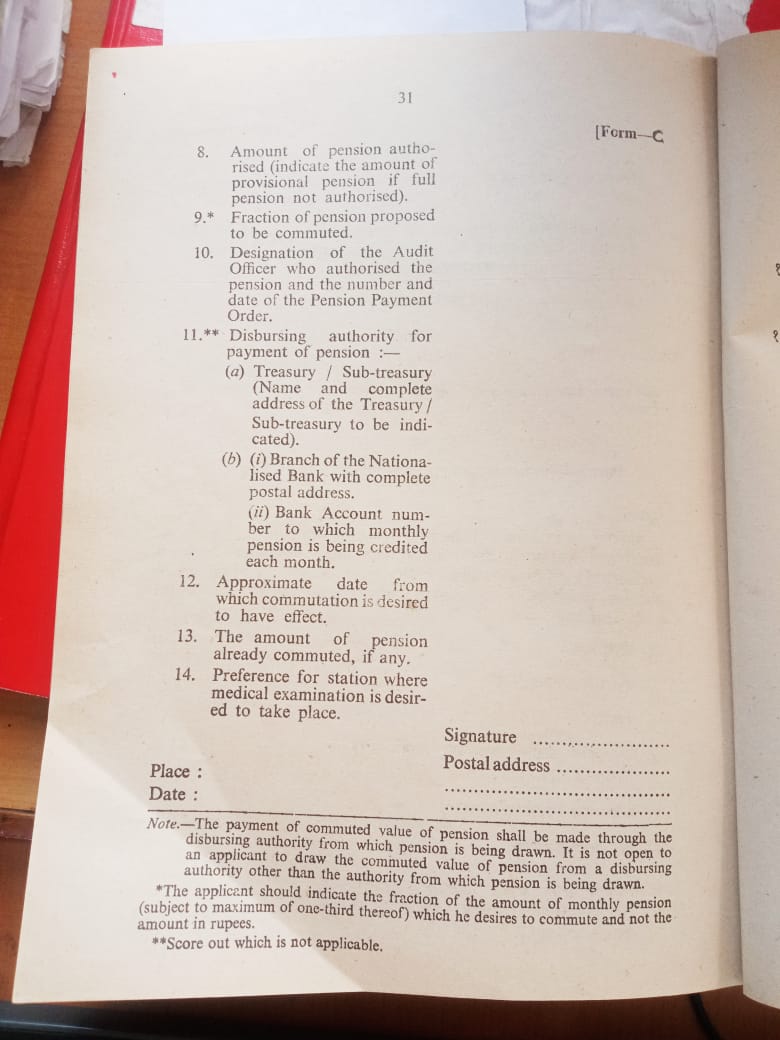 31
[Form—C
8. Amount of pension autho-
rised (indicate the amount of
provisional pension if full
pension not authorised).
9.* Fraction of pension proposed
to be commuted.
10. Designation of the Audit
Officer who authorised the
pension and the number and
date of the Pension Payment
Order.
11.** Disbursing authority for
payment of pension :—
(a) Treasury / Sub-treasury
(Name and complete
address of the Treasury /
Sub-treasury to be indi-
cated).
(b) (i) Branch of the Nationa-
lised Bank with complete
postal address.
(ii) Bank Account num-
ber to which monthly
pension is being credited
each month.
12. Approximate date from
which commutation is desired
to have effect.
13. The amount of pension
already commuted, if any.
14. Preference for station where
medical examination is desir-
ed to take place.
Signature ........................
Postal address ....................
........................................
........................................
Place :
Date :
Note.—The payment of commuted value of pension shall be made through the
disbursing authority from which pension is being drawn. It is not open to
an applicant to draw the commuted value of pension from a disbursing
authority other than the authority from which pension is being drawn.
*The applicant should indicate the fraction of the amount of monthly pension
(subject to maximum of one-third thereof) which he desires to commute and not the
amount in rupees.
**Score out which is not applicable.